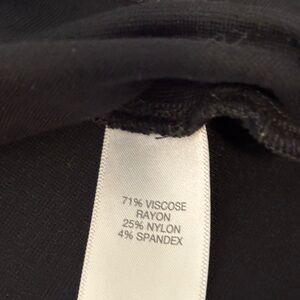 71% VISCOSE
RAYON
25% NYLON
4% SPANDEX